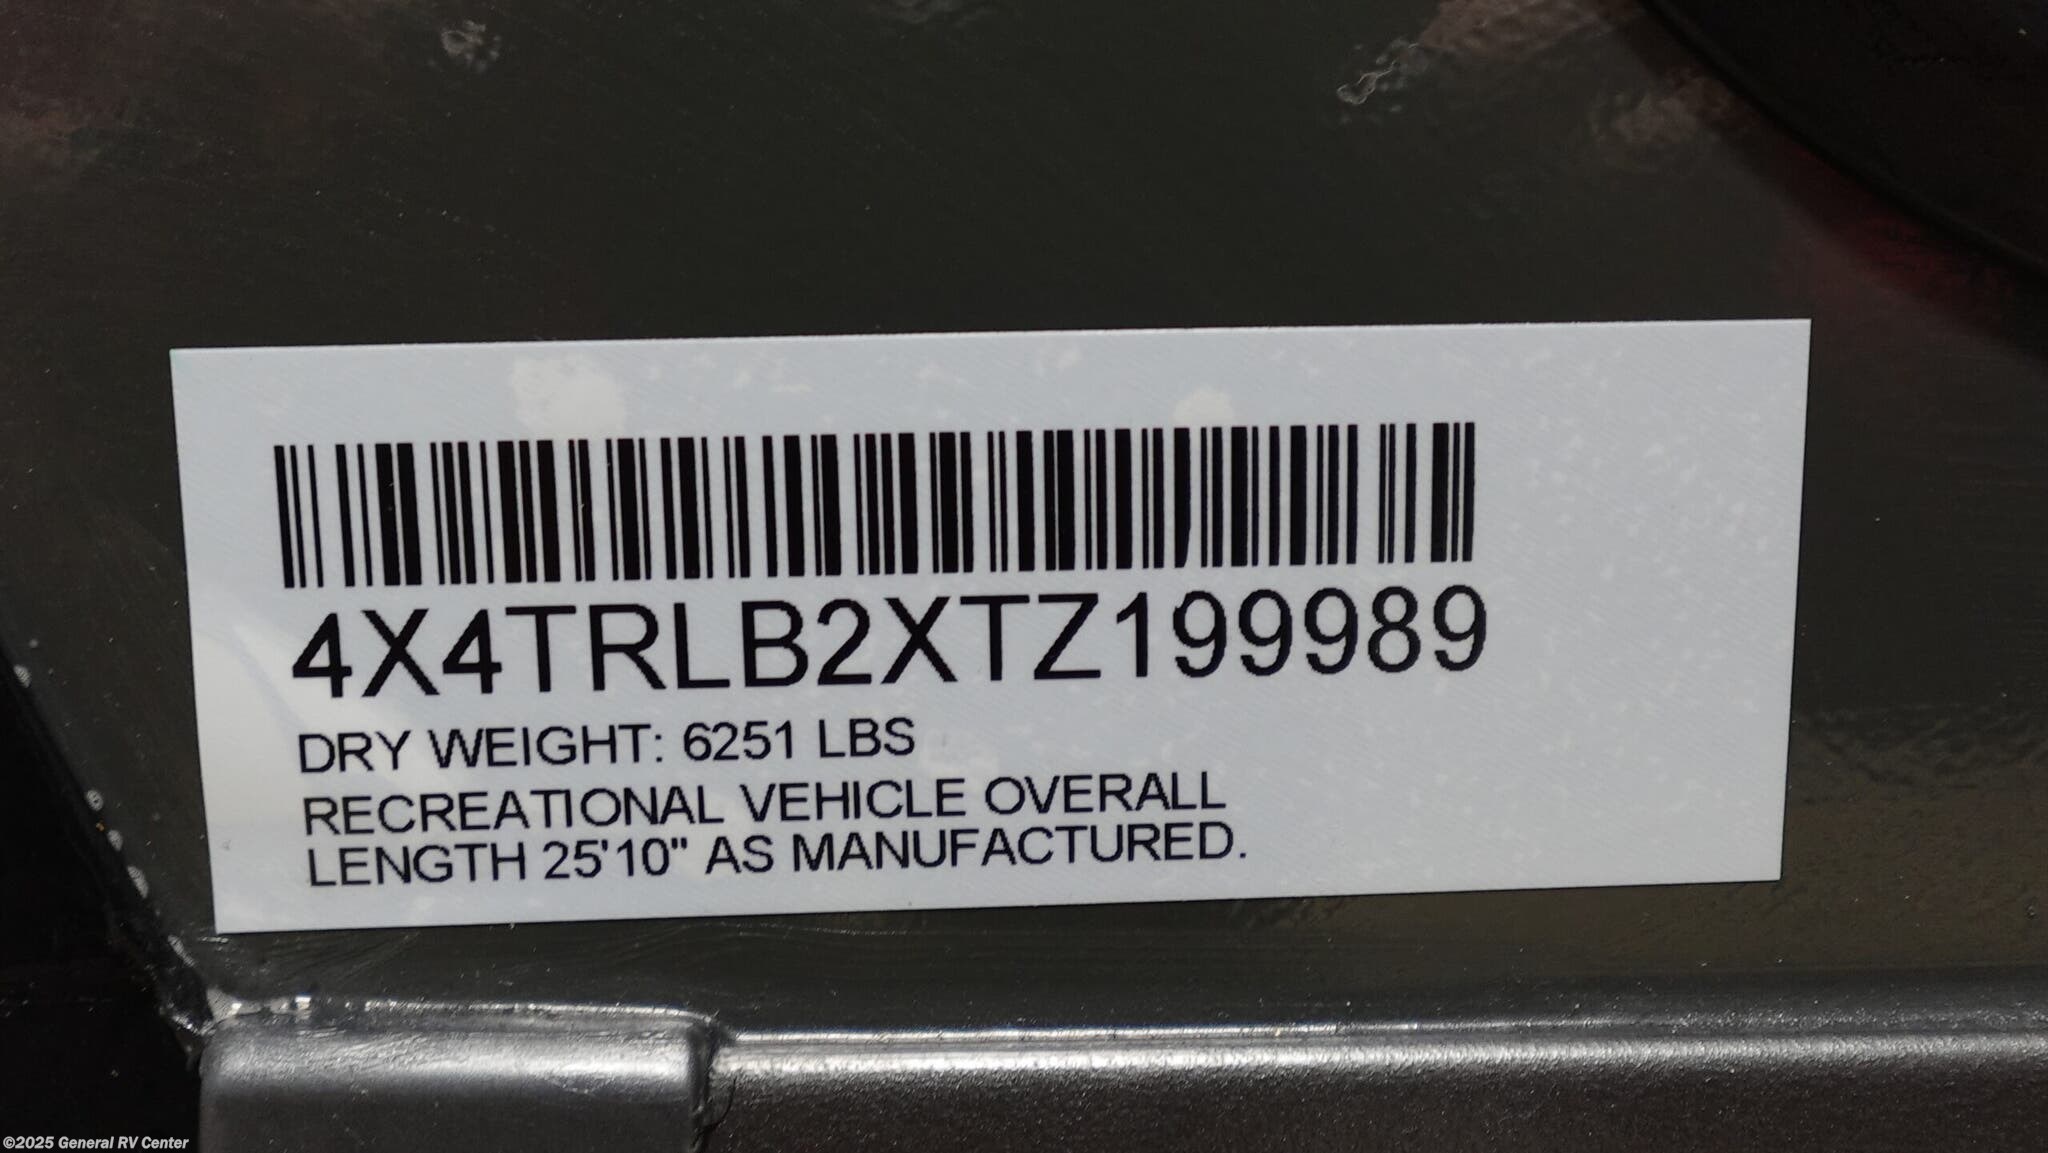 4X4TRLB2XTZ199989
DRY WEIGHT: 6251 LBS
RECREATIONAL VEHICLE OVERALL
LENGTH 25'10" AS MANUFACTURED.
©2025 General RV Center